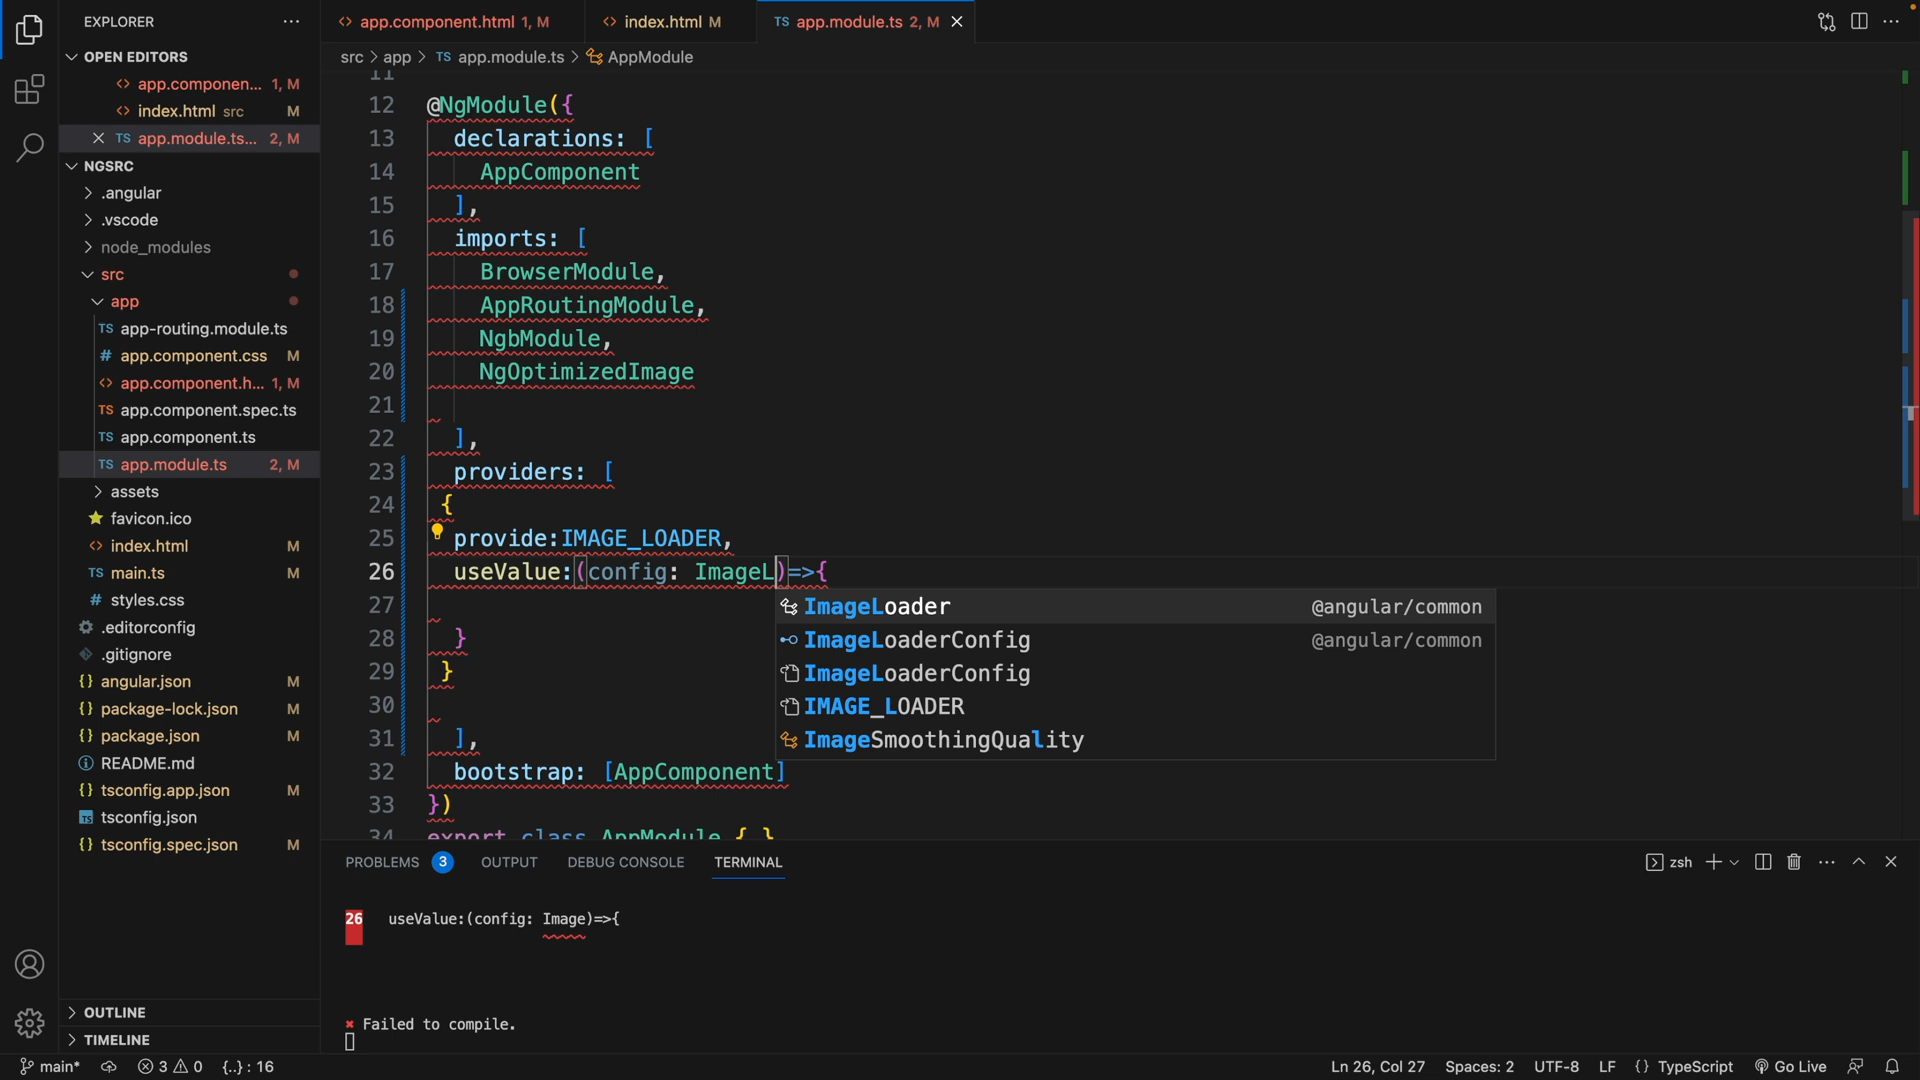 EXPLORER
OPEN EDITORS
app.componen... 1, M
index.html src M
app.module.ts... 2, M
NGSRC
.angular
.vscode
node_modules
src
app
TS app-routing.module.ts
# app.component.css M
<> app.component.h... 1, M
TS app.component.spec.ts
TS app.component.ts
TS app.module.ts 2, M
assets
favicon.ico
<> index.html M
TS main.ts M
# styles.css
.editorconfig
.gitignore
{} angular.json M
{} package-lock.json M
{} package.json M
README.md
{} tsconfig.app.json M
tsconfig.json
{} tsconfig.spec.json M
OUTLINE
TIMELINE
<> app.component.html 1, M
<> index.html M
TS app.module.ts 2, M
src > app > TS app.module.ts > AppModule
11
12 @NgModule({
13 declarations: [
14 AppComponent
15 ],
16 imports: [
17 BrowserModule,
18 AppRoutingModule,
19 NgbModule,
20 NgOptimizedImage
21
22 ],
23 providers: [
24 {
25 provide:IMAGE_LOADER,
26 useValue:(config: ImageL)=>{
27
28 }
29 }
30
31 ],
32 bootstrap: [AppComponent]
33 })
34 export class AppModule { }
ImageLoader @angular/common
ImageLoaderConfig @angular/common
ImageLoaderConfig
IMAGE_LOADER
ImageSmoothingQuality
PROBLEMS 3 OUTPUT DEBUG CONSOLE TERMINAL
zsh
26 useValue:(config: Image)=>{
✖ Failed to compile.
main* 3 0 {..} : 16
Ln 26, Col 27 Spaces: 2 UTF-8 LF {} TypeScript Go Live